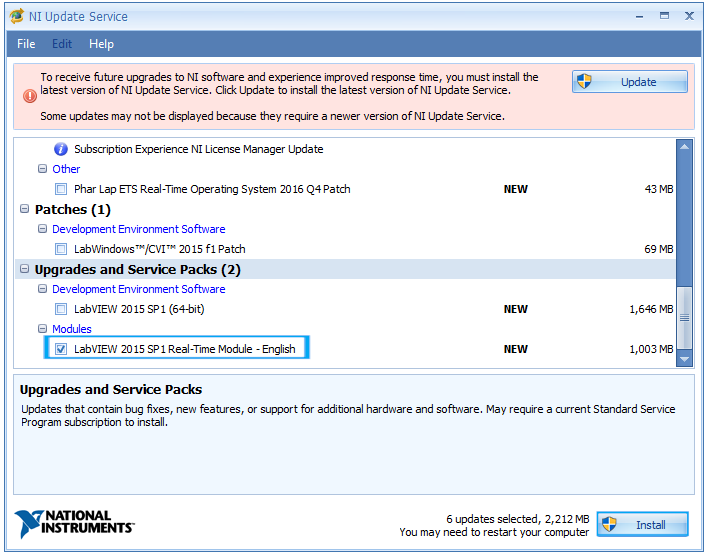 NI Update Service
File Edit Help
To receive future upgrades to NI software and experience improved response time, you must install the
latest version of NI Update Service. Click Update to install the latest version of NI Update Service.
Some updates may not be displayed because they require a newer version of NI Update Service.
Update
Subscription Experience NI License Manager Update
Other
Phar Lap ETS Real-Time Operating System 2016 Q4 Patch NEW 43 MB
Patches (1)
Development Environment Software
LabWindows™/CVI™ 2015 f1 Patch 69 MB
Upgrades and Service Packs (2)
Development Environment Software
LabVIEW 2015 SP1 (64-bit) NEW 1,646 MB
Modules
LabVIEW 2015 SP1 Real-Time Module - English NEW 1,003 MB
Upgrades and Service Packs
Updates that contain bug fixes, new features, or support for additional hardware and software. May require a current Standard Service
Program subscription to install.
NATIONAL
INSTRUMENTS™
6 updates selected, 2,212 MB
You may need to restart your computer
Install